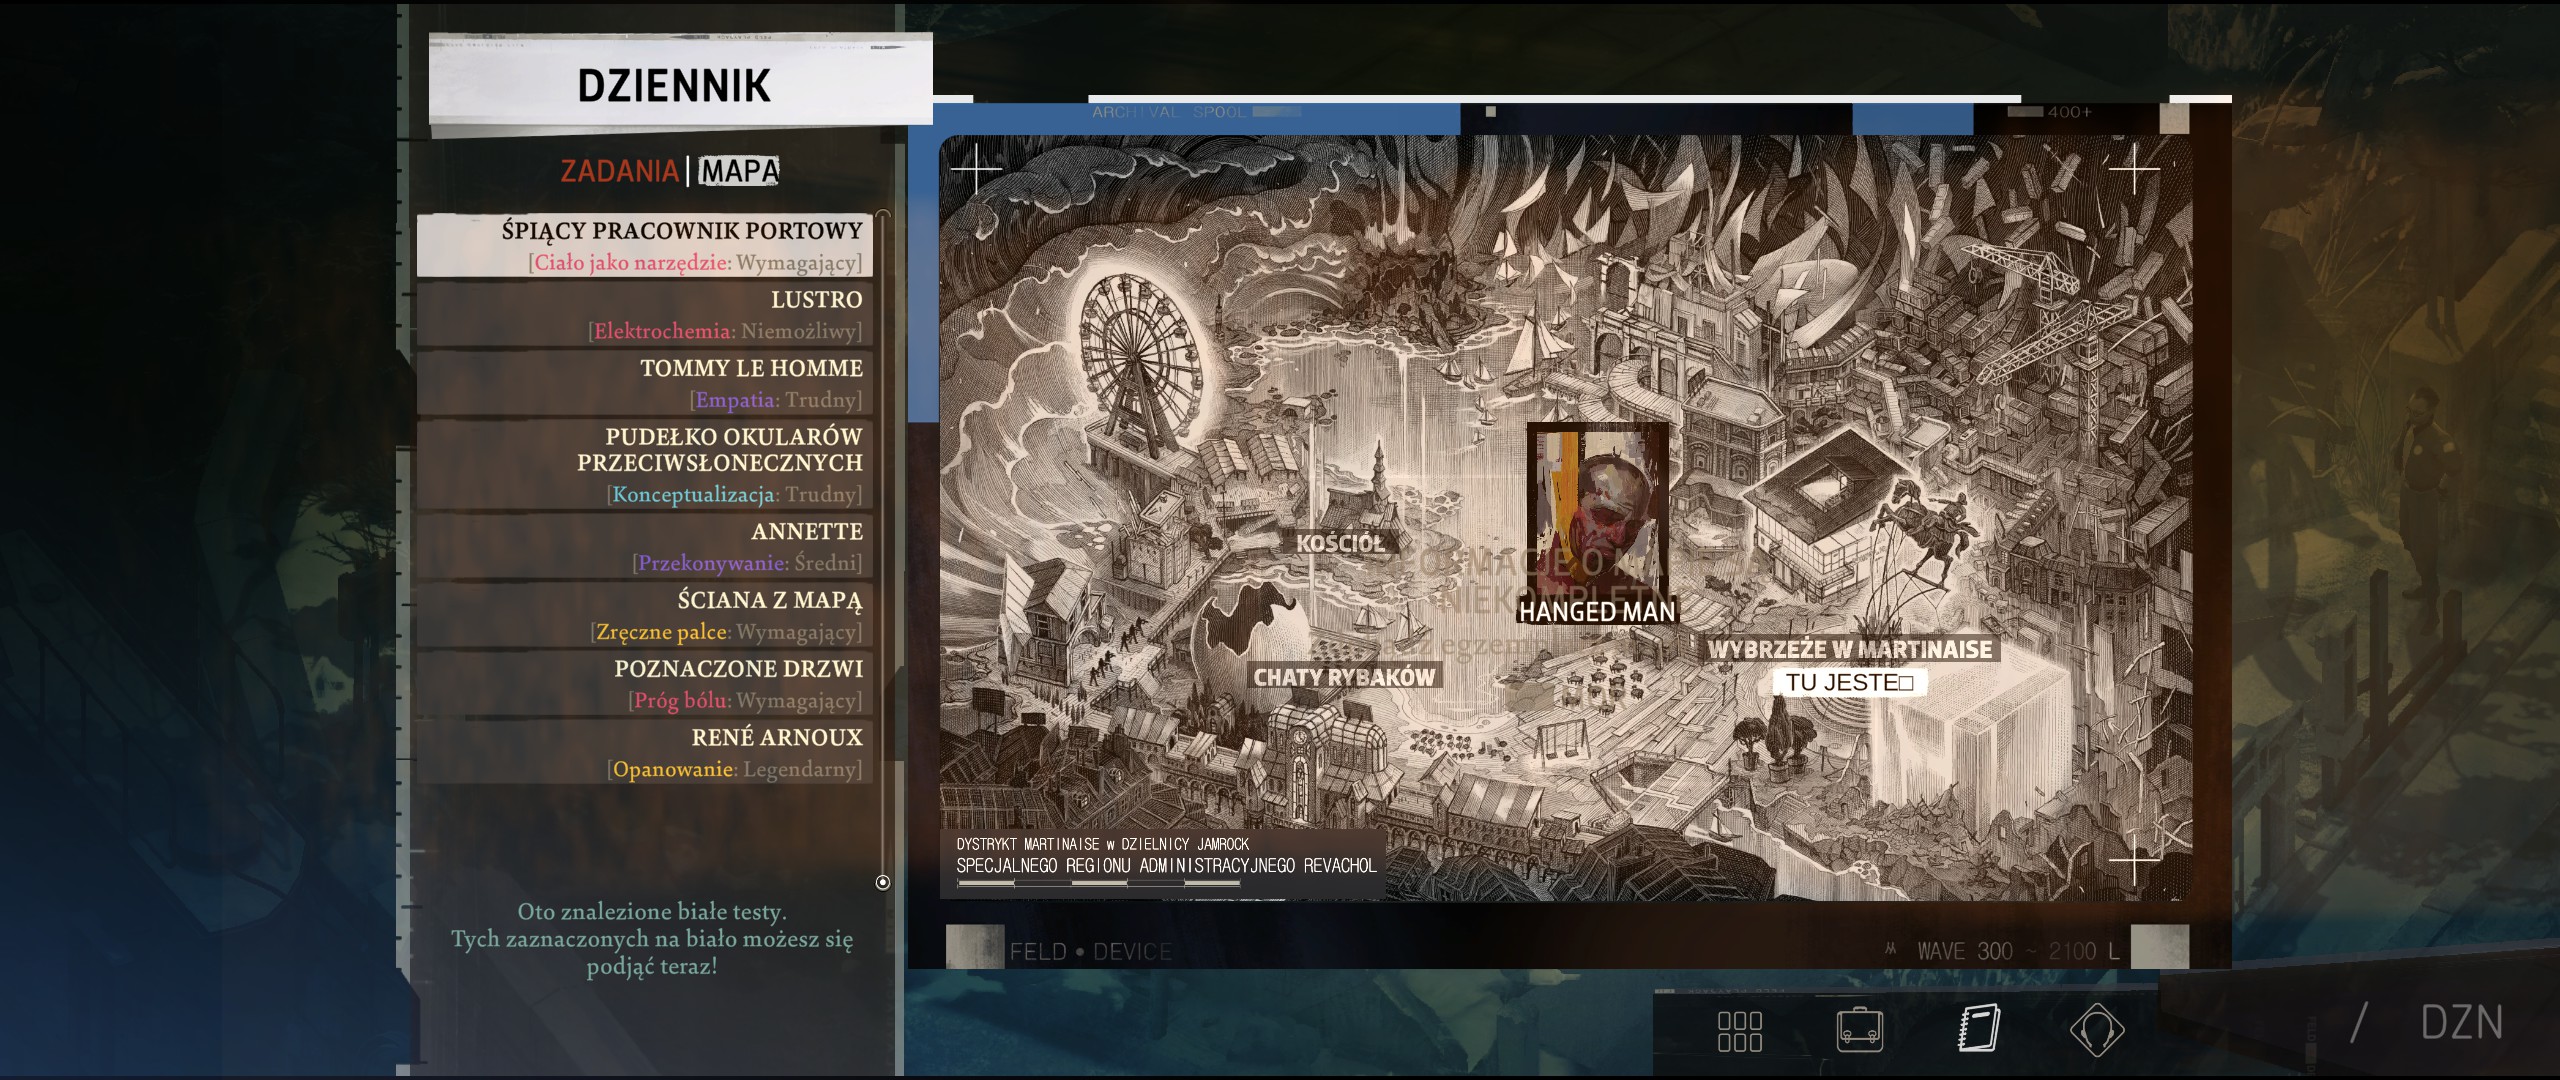 DZIENNIK
ZADANIA | MAPA
ŚPIĄCY PRACOWNIK PORTOWY
[Ciało jako narzędzie: Wymagający]
LUSTRO
[Elektrochemia: Niemożliwy]
TOMMY LE HOMME
[Empatia: Trudny]
PUDEŁKO OKULARÓW
PRZECIWSŁONECZNYCH
[Konceptualizacja: Trudny]
ANNETTE
[Przekonywanie: Średni]
ŚCIANA Z MAPĄ
[Zręczne palce: Wymagający]
POZNACZONE DRZWI
[Próg bólu: Wymagający]
RENÉ ARNOUX
[Opanowanie: Legendarny]
Oto znalezione białe testy.
Tych zaznaczonych na biało możesz się
podjąć teraz!
ARCHIVAL SPOOL
400+
KOŚCIÓŁ
HANGED MAN
CHATY RYBAKÓW
WYBRZEŻE W MARTINAISE
TU JESTE□
DYSTRYKT MARTINAISE w DZIELNICY JAMROCK
SPECJALNEGO REGIONU ADMINISTRACYJNEGO REVACHOL
FELD • DEVICE
WAVE 300 ~ 2100 L
/ DZN